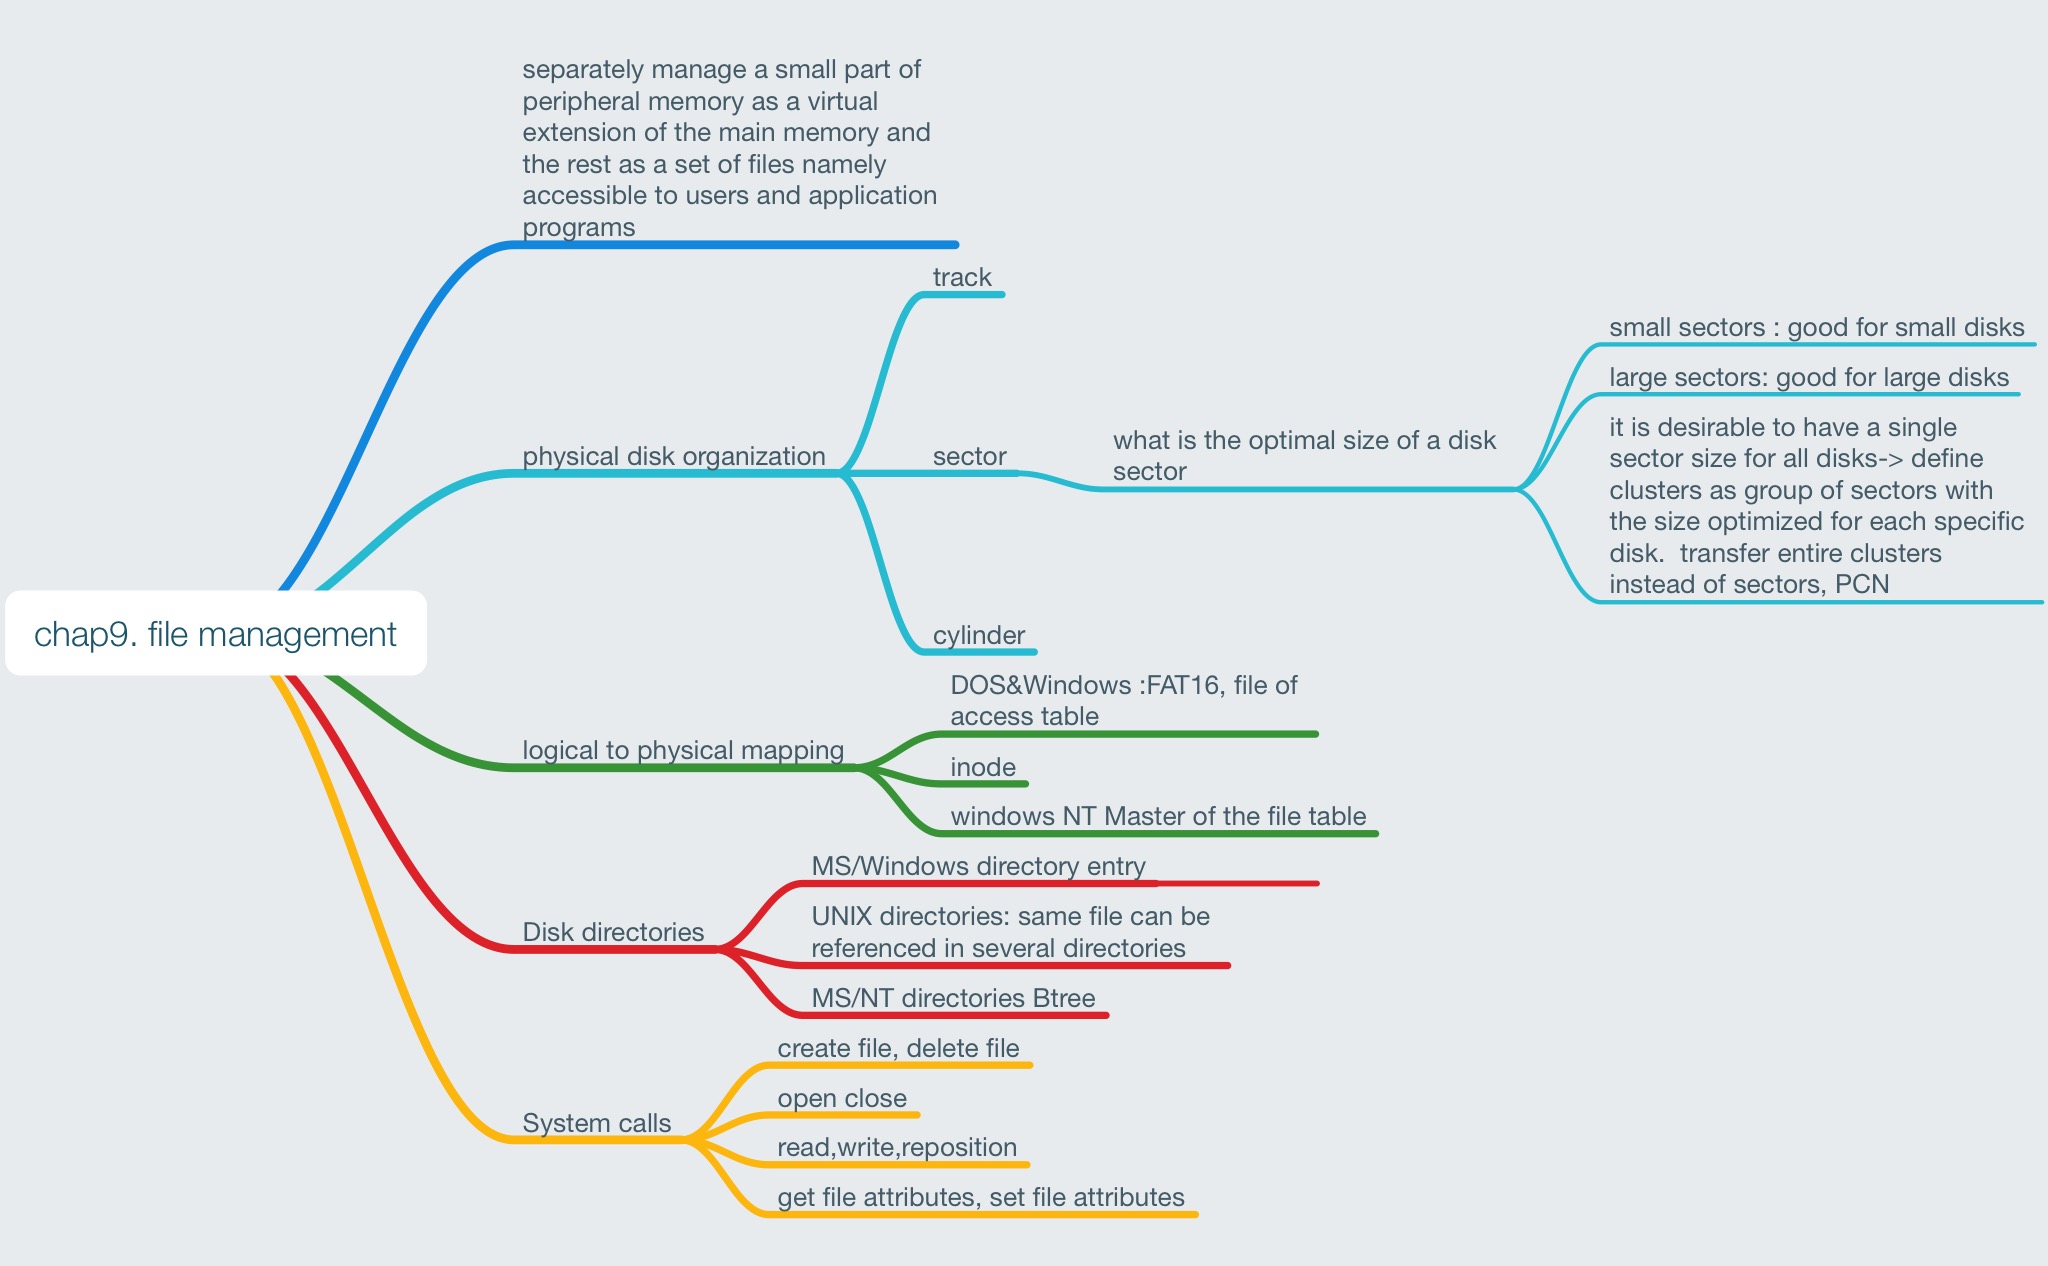 separately manage a small part of
peripheral memory as a virtual
extension of the main memory and
the rest as a set of files namely
accessible to users and application
programs
track
small sectors : good for small disks
large sectors: good for large disks
what is the optimal size of a disk
sector
physical disk organization
sector
it is desirable to have a single
sector size for all disks-> define
clusters as group of sectors with
the size optimized for each specific
disk.  transfer entire clusters
instead of sectors, PCN
chap9. file management
cylinder
DOS&Windows :FAT16, file of
access table
logical to physical mapping
inode
windows NT Master of the file table
MS/Windows directory entry
Disk directories
UNIX directories: same file can be
referenced in several directories
MS/NT directories Btree
create file, delete file
open close
System calls
read,write,reposition
get file attributes, set file attributes